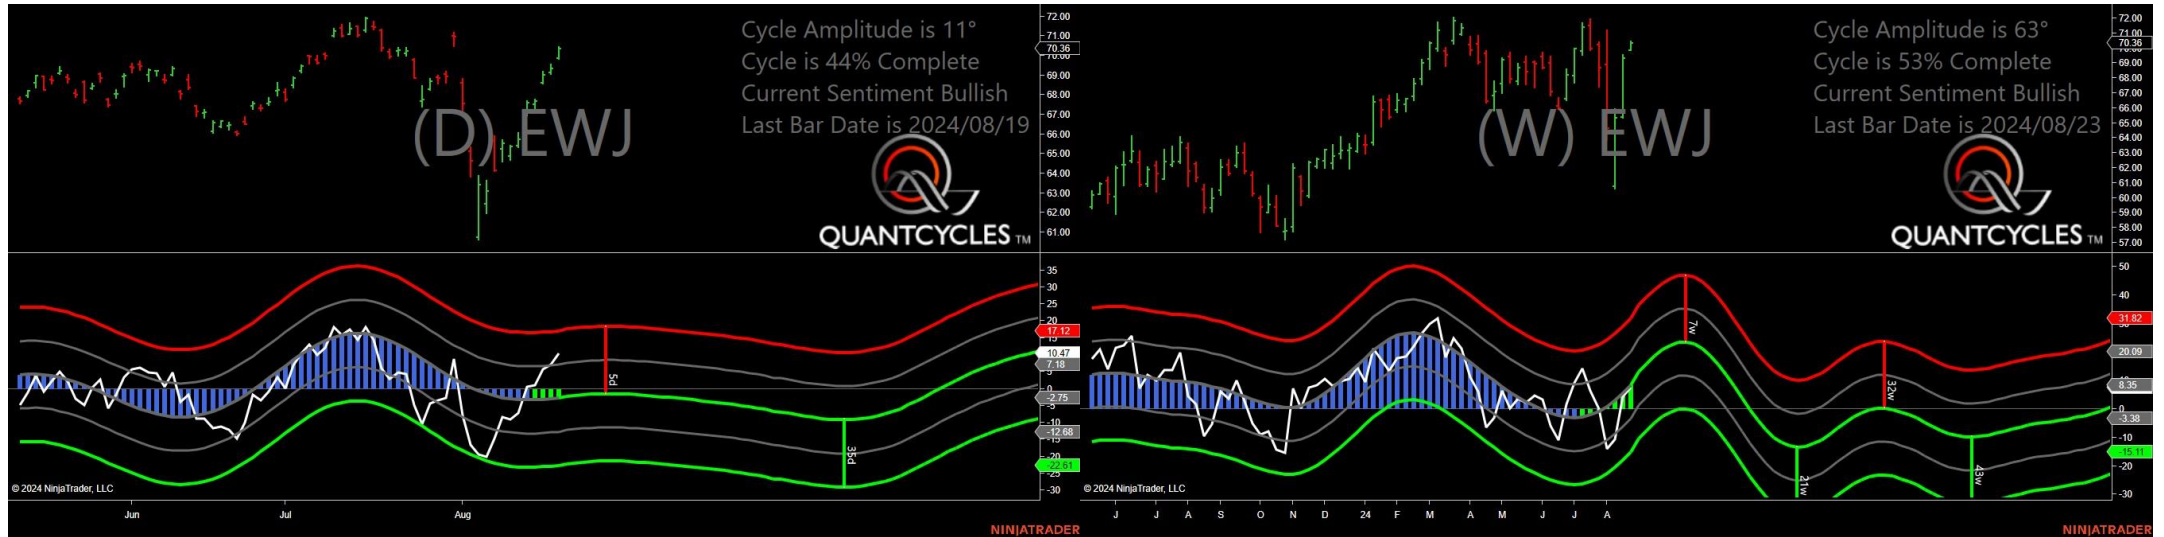 Cycle Amplitude is 11°
Cycle is 44% Complete
Current Sentiment Bullish
Last Bar Date is 2024/08/19
(D) EWJ
QUANTCYCLES TM
72.00
71.00
70.36
70.00
69.00
68.00
67.00
66.00
65.00
64.00
63.00
62.00
61.00
35
30
25
20
17.12
10.47
7.18
0
-2.75
-5
-10
-12.68
-15
-20
-22.61
-25
-30
5d
35d
© 2024 NinjaTrader, LLC
Jun
Jul
Aug
NINJATRADER
Cycle Amplitude is 63°
Cycle is 53% Complete
Current Sentiment Bullish
Last Bar Date is 2024/08/23
(W) EWJ
QUANTCYCLES TM
72.00
71.00
70.36
69.00
68.00
67.00
66.00
65.00
64.00
63.00
62.00
61.00
60.00
59.00
58.00
57.00
50
40
31.82
20.09
8.35
0
-3.38
-10
-15.11
-20
-30
7w
21w
32w
43w
© 2024 NinjaTrader, LLC
J
J
A
S
O
N
D
24
F
M
A
M
J
J
A
NINJATRADER